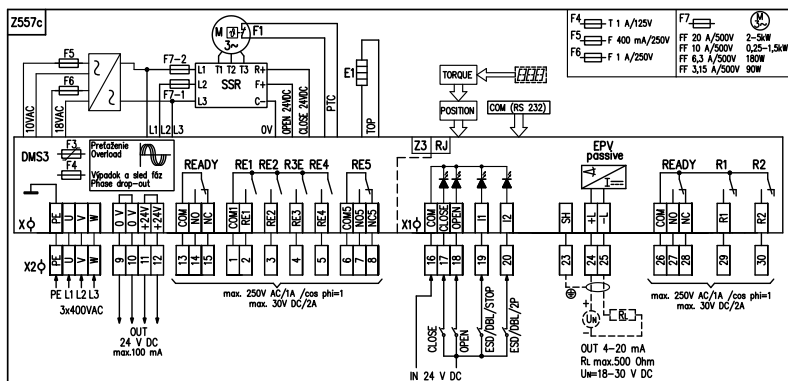 Z557c
F5
F6
F7-2
F7-1
10VAC
18VAC
L1 L2 L3
M
3~
F1
T1 T2 T3
L1 R+
L2 SSR F+
L3 C-
0V
OPEN 24VDC
CLOSE 24VDC
PTC
E1
TOP
TORQUE
POSITION
COM (RS 232)
F4 T 1 A/125V
F5 F 400 mA/250V
F6 F 1 A/250V
F7 M 3~
FF 20 A/500V 2-5kW
FF 10 A/500V 0,25-1,5kW
FF 6,3 A/500V 180W
FF 3,15 A/500V 90W
DMS3
F3
F4
Preťaženie
Overload
Výpadok a sled fáz
Phase drop-out
READY
RE1 RE2 R3E RE4
RE5
Z3 RJ
EPV
passive
READY R1 R2
X
PE U V W
0 V 0 V +24V +24V
COM NO NC
COM1 RE1 RE2 RE3 RE4 RE5
COM5 NO5 NC5
X1
COM CLOSE OPEN I1 I2
SH +L -L
COM NO NC R1 R2
X2
PE U V W
9 10 11 12 13 14 15 1 2 3 4 5 6 7 8
16 17 18 19 20 23 24 25 26 27 28 29 30
PE L1 L2 L3
3x400VAC
OUT
24 V DC
max.100 mA
max. 250V AC/1A /cos phi=1
max. 30V DC/2A
CLOSE
OPEN
ESD/DBL/STOP
ESD/DBL/2P
IN 24 V DC
+
UN
-
RL
OUT 4-20 mA
RL max.500 Ohm
UN=18-30 V DC
max. 250V AC/1A /cos phi=1
max. 30V DC/2A